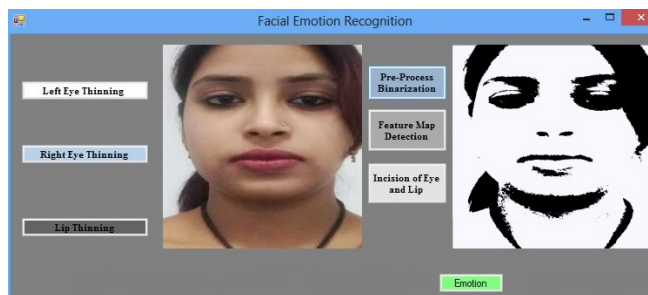 Facial Emotion Recognition
Left Eye Thinning
Right Eye Thinning
Lip Thinning
Pre-Process
Binarization
Feature Map
Detection
Incision of Eye
and Lip
Emotion